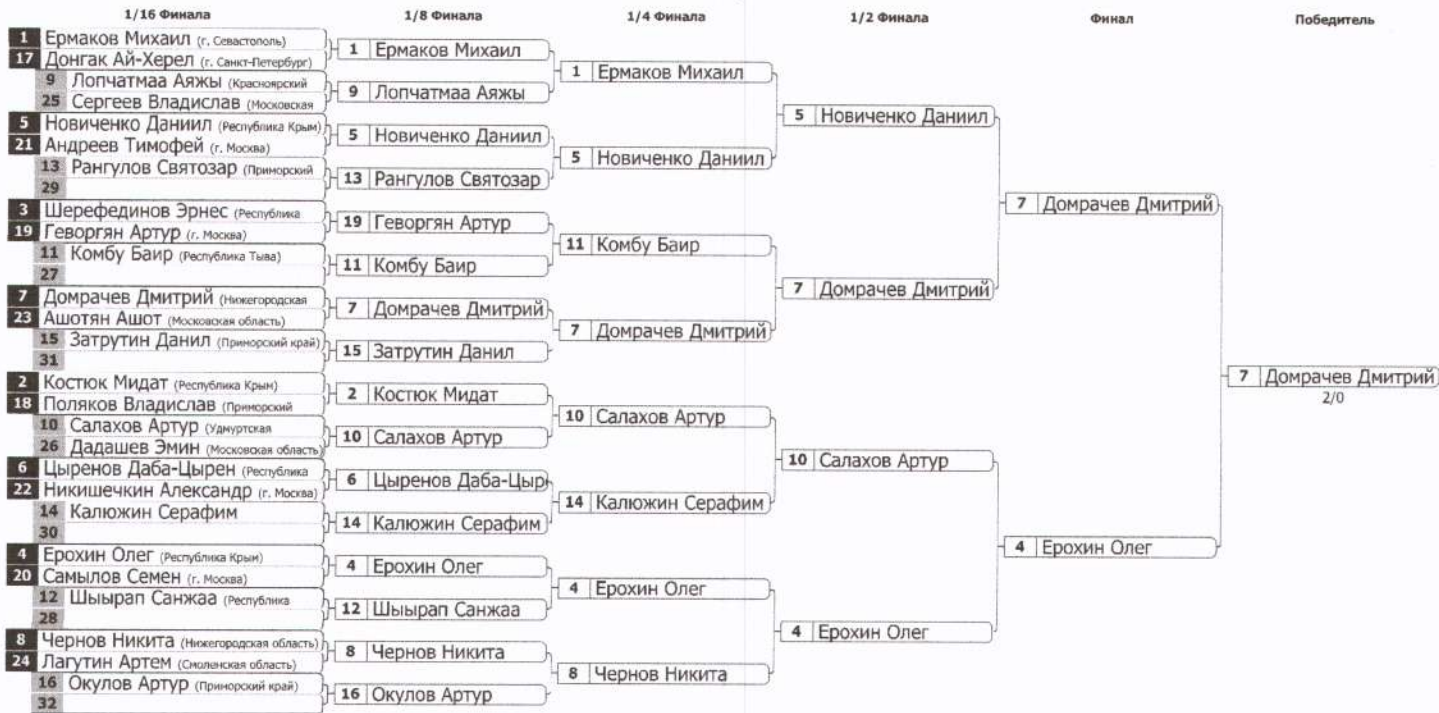 1/16 Финала 1/8 Финала 1/4 Финала 1/2 Финала Финал Победитель
1 Ермаков Михаил (г. Севастополь)
17 Донгак Ай-Херел (г. Санкт-Петербург)
9 Лопчатмаа Аяжы (Красноярский
25 Сергеев Владислав (Московская
5 Новиченко Даниил (Республика Крым)
21 Андреев Тимофей (г. Москва)
13 Рангулов Святозар (Приморский
29
3 Шерефединов Эрнес (Республика
19 Геворгян Артур (г. Москва)
11 Комбу Баир (Республика Тыва)
27
7 Домрачев Дмитрий (Нижегородская
23 Ашотян Ашот (Московская область)
15 Затрутин Данил (Приморский край)
31
2 Костюк Мидат (Республика Крым)
18 Поляков Владислав (Приморский
10 Салахов Артур (Удмуртская
26 Дадашев Эмин (Московская область)
6 Цыренов Даба-Цырен (Республика
22 Никишечкин Александр (г. Москва)
14 Калюжин Серафим
30
4 Ерохин Олег (Республика Крым)
20 Самылов Семен (г. Москва)
12 Шыырап Санжаа (Республика
28
8 Чернов Никита (Нижегородская область)
24 Лагутин Артем (Смоленская область)
16 Окулов Артур (Приморский край)
32
1 Ермаков Михаил
9 Лопчатмаа Аяжы
5 Новиченко Даниил
13 Рангулов Святозар
19 Геворгян Артур
11 Комбу Баир
7 Домрачев Дмитрий
15 Затрутин Данил
2 Костюк Мидат
10 Салахов Артур
6 Цыренов Даба-Цыр
14 Калюжин Серафим
4 Ерохин Олег
12 Шыырап Санжаа
8 Чернов Никита
16 Окулов Артур
1 Ермаков Михаил
5 Новиченко Даниил
11 Комбу Баир
7 Домрачев Дмитрий
10 Салахов Артур
14 Калюжин Серафим
4 Ерохин Олег
8 Чернов Никита
5 Новиченко Даниил
7 Домрачев Дмитрий
10 Салахов Артур
4 Ерохин Олег
7 Домрачев Дмитрий
4 Ерохин Олег
7 Домрачев Дмитрий
2/0